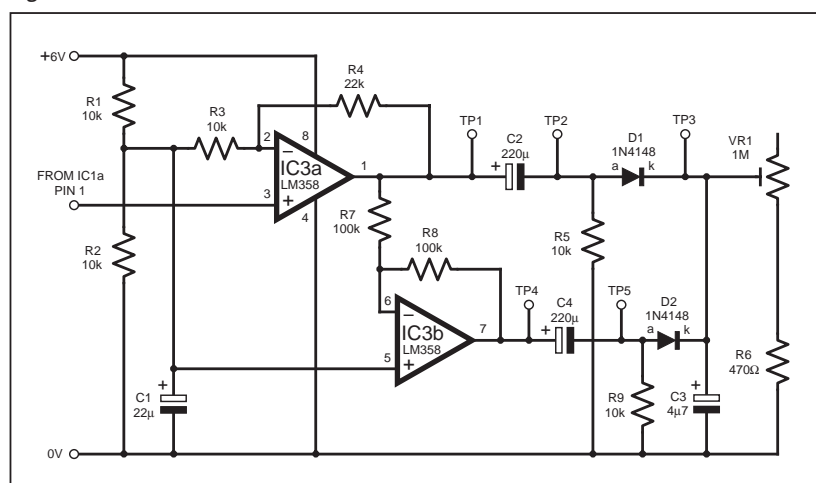 +6V
R1
10k
R3
10k
R4
22k
TP1
C2
220µ
+
TP2
D1
1N4148
a
k
TP3
VR1
1M
2
8
−
IC3a
LM358
1
FROM IC1a
PIN 1
3
+
4
R7
100k
R8
100k
R5
10k
R2
10k
TP4
C4
220µ
+
TP5
D2
1N4148
a
k
6
−
IC3b
LM358
7
5
+
R6
470Ω
+
C1
22µ
R9
10k
+
C3
4µ7
0V